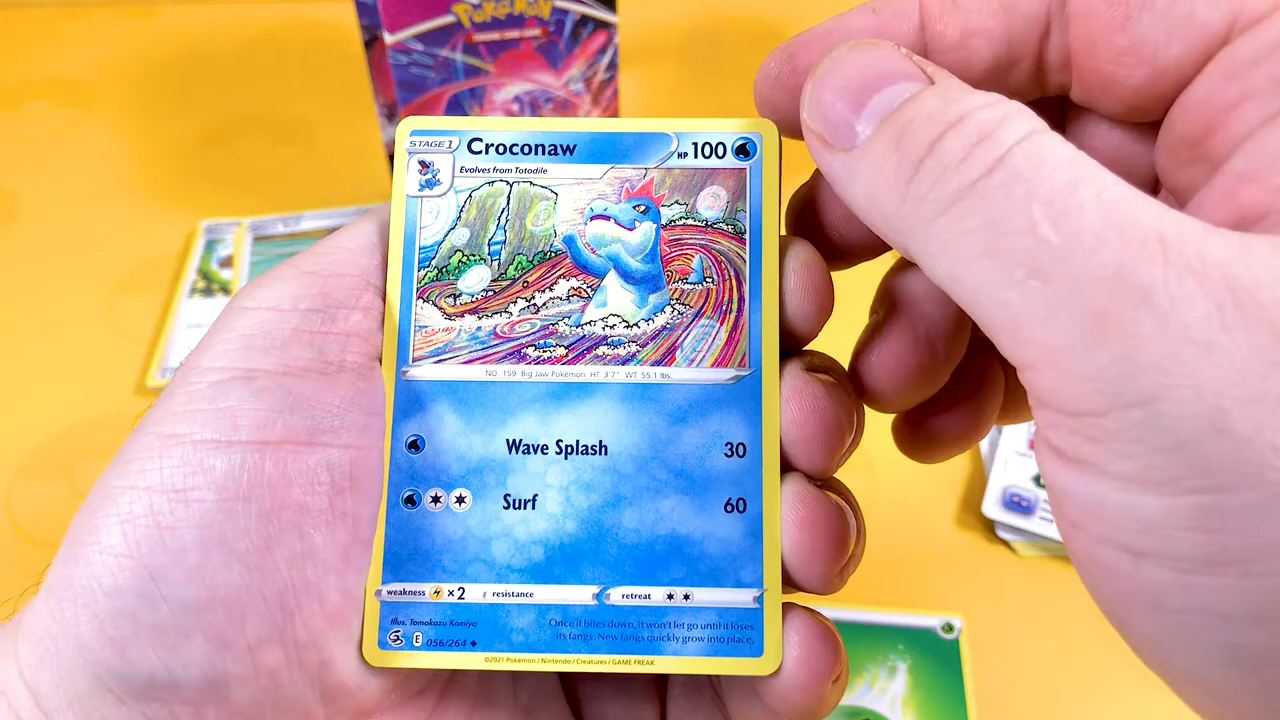 Pokémon
TRADING CARD GAME
STAGE 1
Croconaw
HP 100
Evolves from Totodile
NO. 159 Big Jaw Pokémon HT: 3'7" WT: 55.1 lbs.
Wave Splash 30
Surf 60
weakness ×2 resistance retreat
Illus. Tomokazu Komiya
Once it bites down, it won't let go until it loses
its fangs. New fangs quickly grow into place.
E 056/264
©2021 Pokémon / Nintendo / Creatures / GAME FREAK